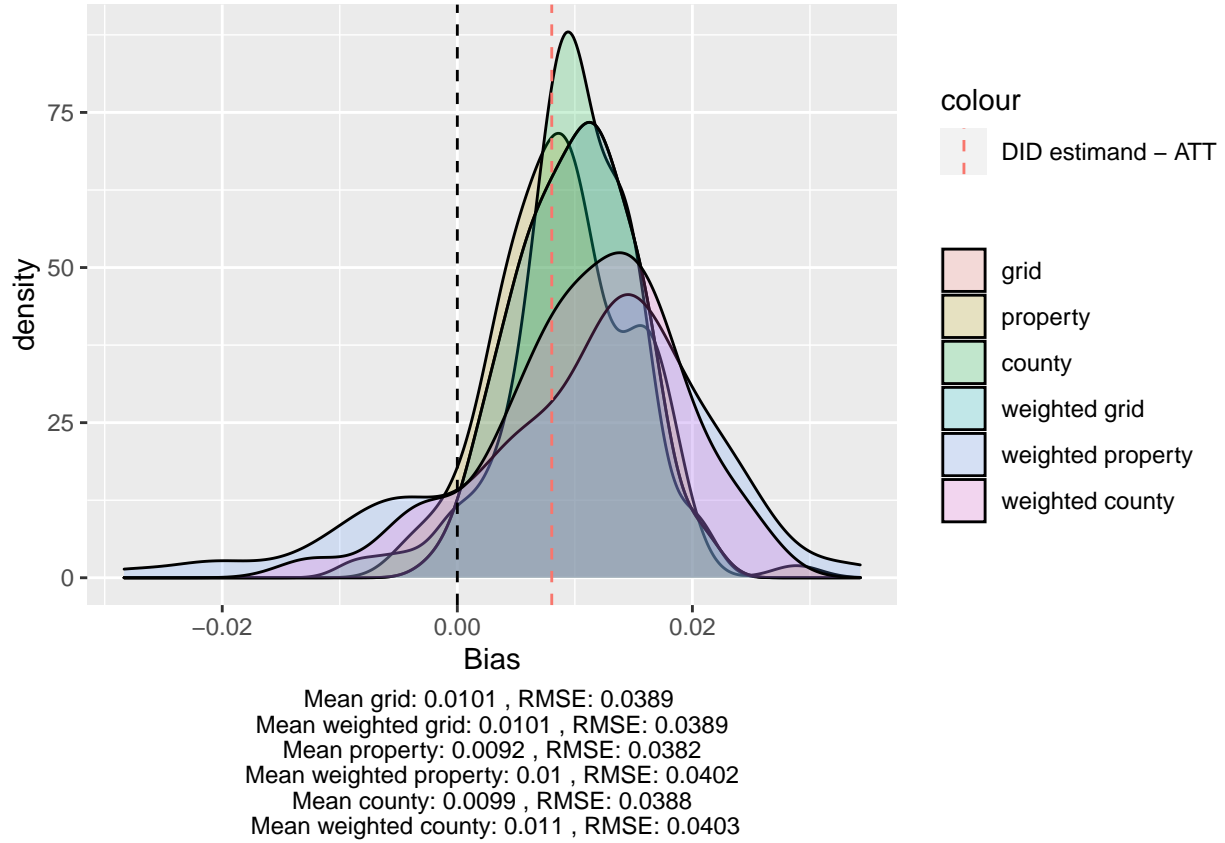 75
50
25
0
density
−0.02
0.00
0.02
Bias
Mean grid: 0.0101 , RMSE: 0.0389
Mean weighted grid: 0.0101 , RMSE: 0.0389
Mean property: 0.0092 , RMSE: 0.0382
Mean weighted property: 0.01 , RMSE: 0.0402
Mean county: 0.0099 , RMSE: 0.0388
Mean weighted county: 0.011 , RMSE: 0.0403
colour
DID estimand − ATT
grid
property
county
weighted grid
weighted property
weighted county